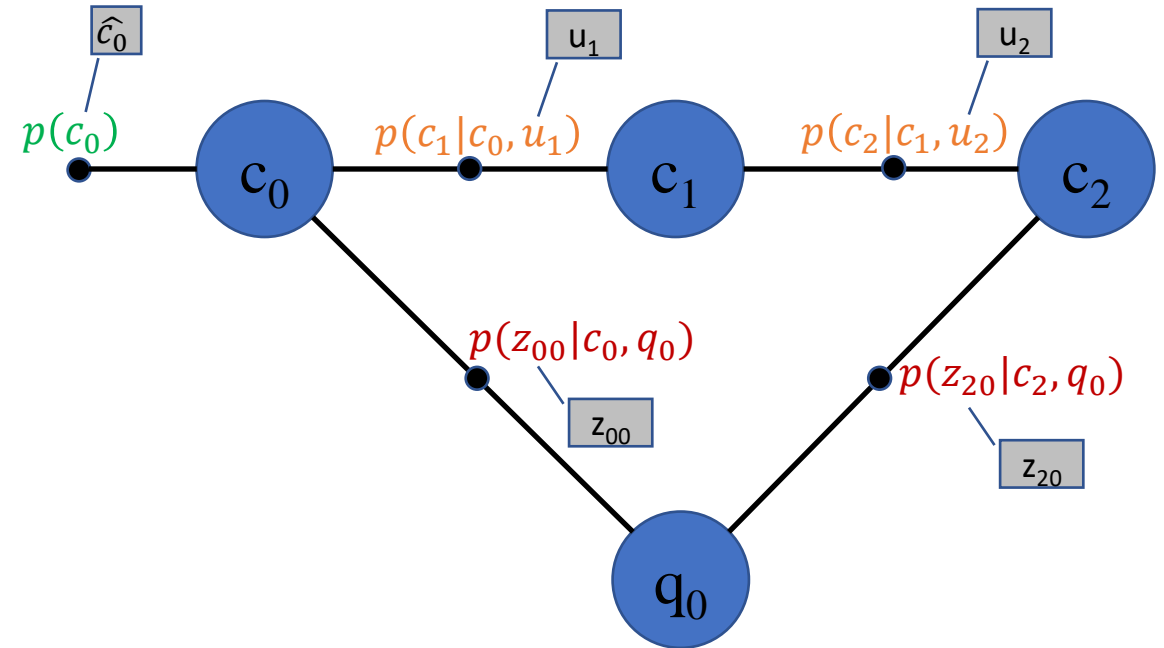 ĉ₀
u₁
u₂
p(c₀)
p(c₁|c₀, u₁)
p(c₂|c₁, u₂)
c₀
c₁
c₂
p(z₀₀|c₀, q₀)
p(z₂₀|c₂, q₀)
z₀₀
z₂₀
q₀